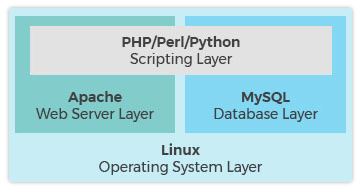 PHP/Perl/Python
Scripting Layer
Apache
Web Server Layer
MySQL
Database Layer
Linux
Operating System Layer